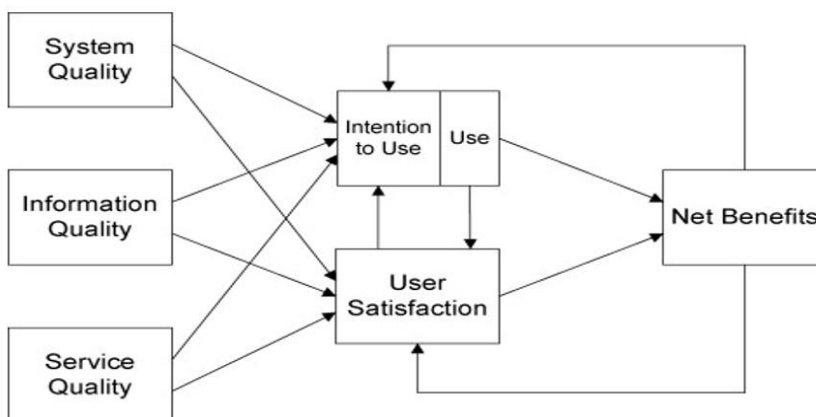 System
Quality
Information
Quality
Service
Quality
Intention
to Use
Use
User
Satisfaction
Net Benefits